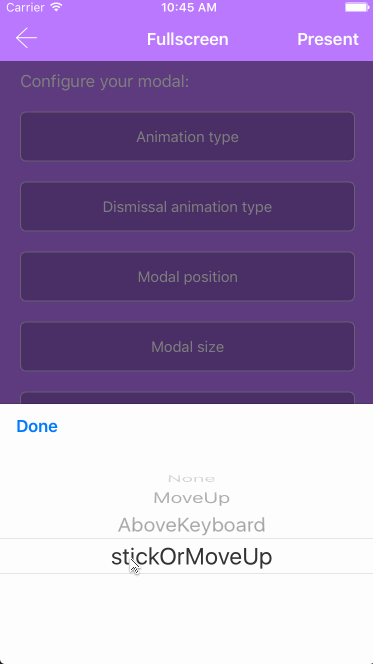 Carrier 10:45 AM
Fullscreen Present
Configure your modal:
Animation type
Dismissal animation type
Modal position
Modal size
Done
None
MoveUp
AboveKeyboard
stickOrMoveUp